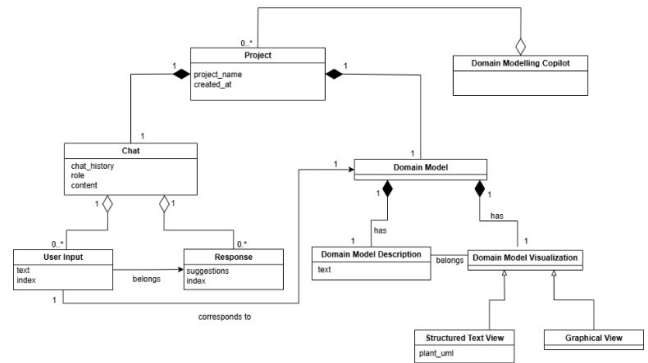 0..*
Project
project_name
created_at
1
1
Domain Modelling Copilot
1
Chat
chat_history
role
content
1
1
1
Domain Model
1
1
1
1
has
has
0..*
0..*
1
1
User Input
text
index
belongs
Response
suggestions
index
Domain Model Description
text
belongs
Domain Model Visualization
1
corresponds to
Structured Text View
plant_uml
Graphical View